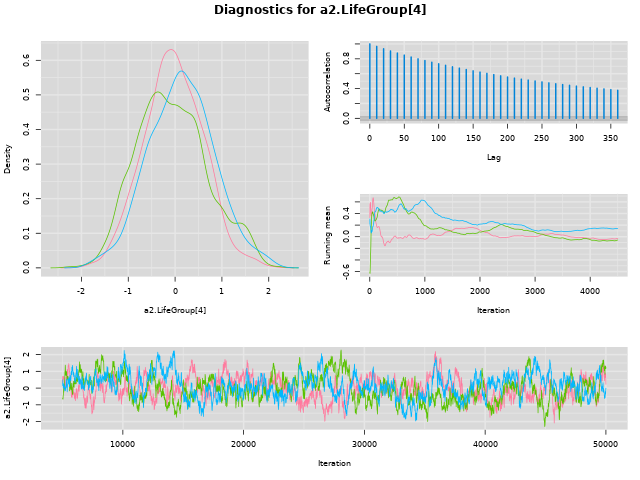 Diagnostics for a2.LifeGroup[4]
Density
0.0 0.1 0.2 0.3 0.4 0.5 0.6
-2 -1 0 1 2
a2.LifeGroup[4]
Autocorrelation
0.0 0.4 0.8
0 50 100 150 200 250 300 350
Lag
Running mean
-0.6 0.0 0.4
0 1000 2000 3000 4000
Iteration
a2.LifeGroup[4]
-2 -1 0 1 2
10000 20000 30000 40000 50000
Iteration